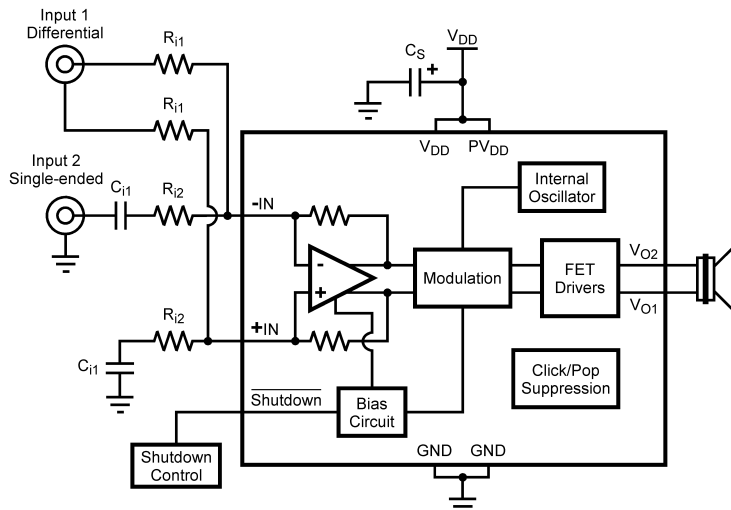 Input 1
Differential
Ri1
Ri1
Input 2
Single-ended
Ci1
Ri2
Ri2
Ci1
CS
+
VDD
VDD
PVDD
Internal
Oscillator
-IN
-
+
+IN
Modulation
FET
Drivers
VO2
VO1
Click/Pop
Suppression
Shutdown
Bias
Circuit
Shutdown
Control
GND
GND